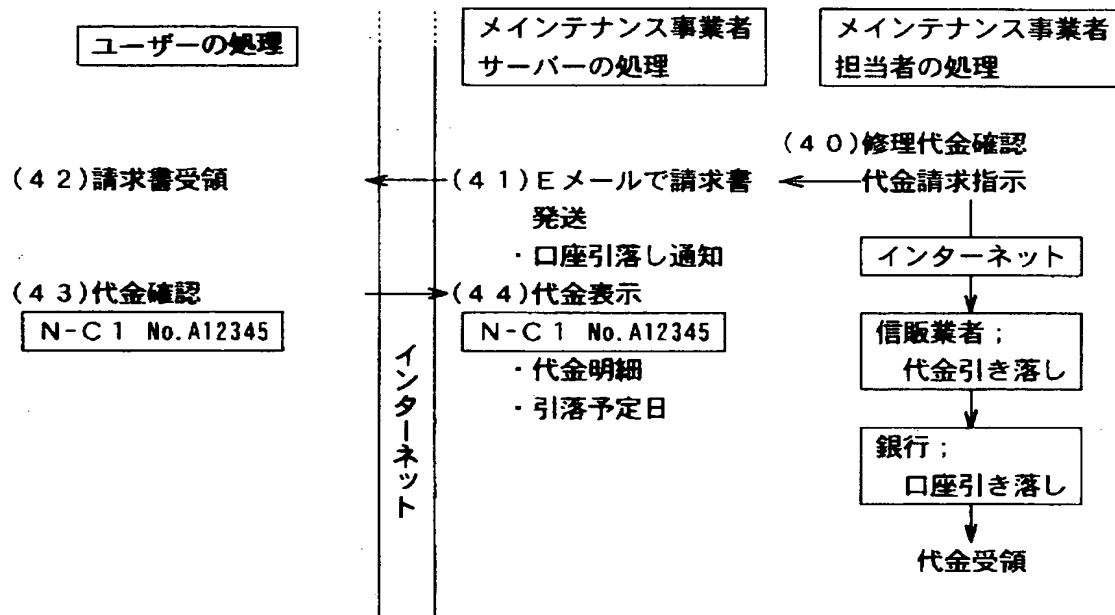 ユーザーの処理
メインテナンス事業者
サーバーの処理
メインテナンス事業者
担当者の処理
(40)修理代金確認
代金請求指示
(42)請求書受領
(41)Eメールで請求書
発送
・口座引落し通知
インターネット
(43)代金確認
N-C1 No.A12345
(44)代金表示
N-C1 No.A12345
・代金明細
・引落予定日
インターネット
信販業者;
代金引き落し
銀行;
口座引き落し
代金受領